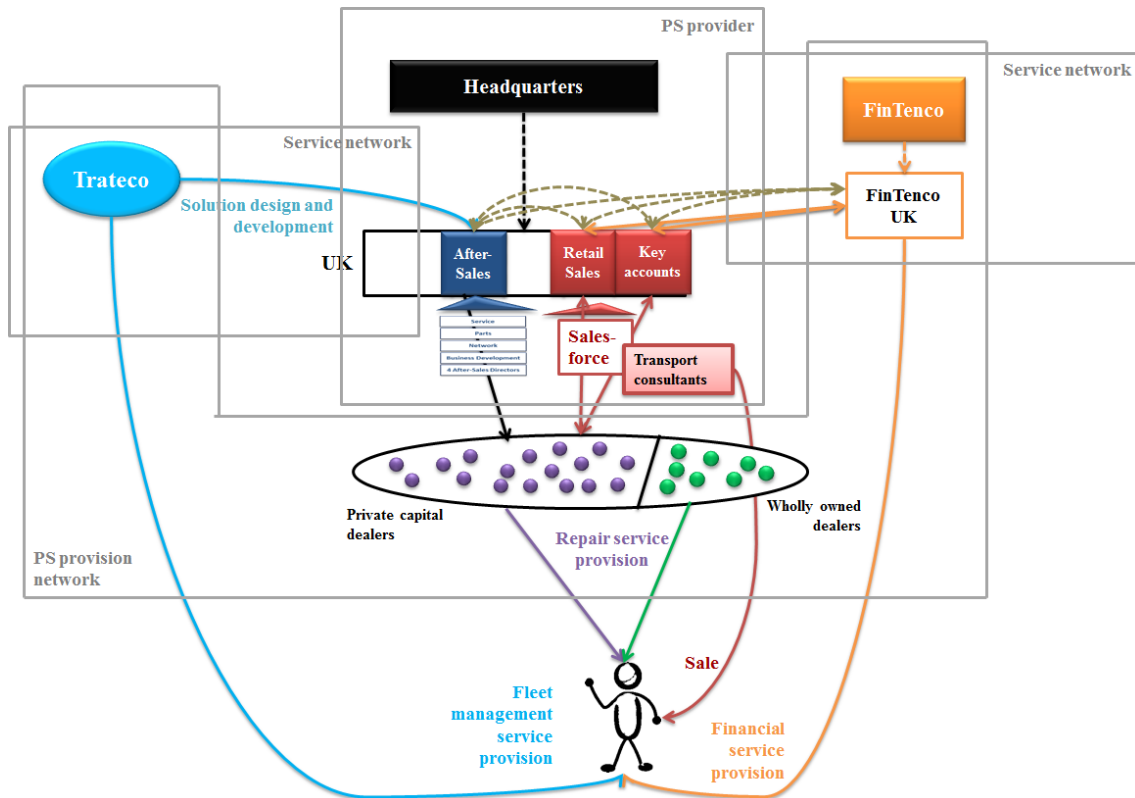 PS provider
Service network
Headquarters
FinTenco
Service network
Trateco
FinTenco
UK
Solution design and
development
UK
After-
Sales
Retail
Sales
Key
accounts
Service
Parts
Network
Business Development
4 After-Sales Directors
Sales-
force
Transport
consultants
Private capital
dealers
Wholly owned
dealers
Repair service
provision
PS provision
network
Sale
Fleet
management
service
provision
Financial
service
provision